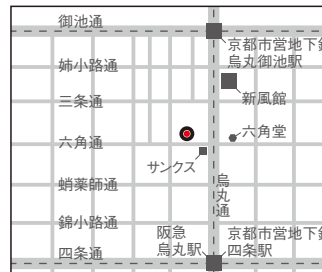 御池通
京都市営地下鉄
烏丸御池駅
姉小路通
新風館
三条通
六角通
六角堂
サンクス
蛸薬師通
烏丸通
錦小路通
阪急
烏丸駅
京都市営地下鉄
四条駅
四条通